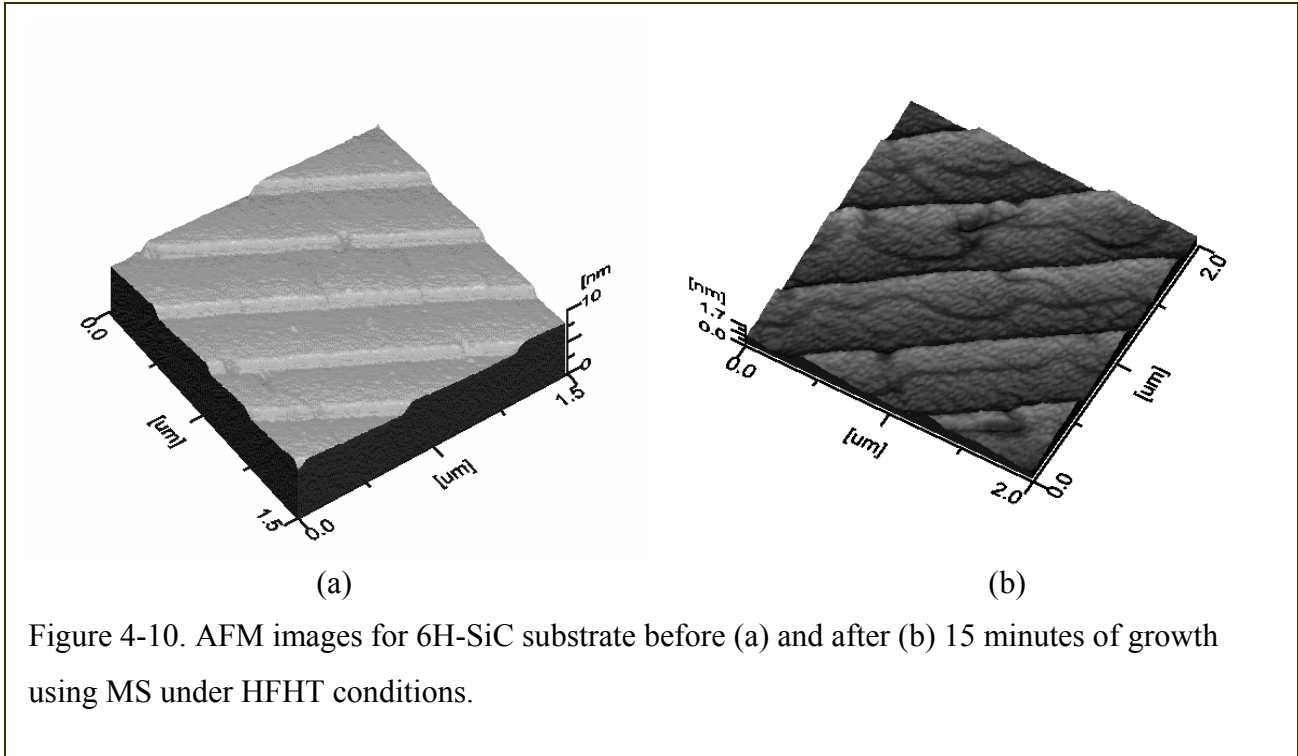 [nm]
10
0
1.5
0.0
[um]
[um]
1.5
0.0
[nm]
1.7
0.0
0.0
2.0
[um]
[um]
2.0
0.0
(a)
(b)
Figure 4-10. AFM images for 6H-SiC substrate before (a) and after (b) 15 minutes of growth
using MS under HFHT conditions.